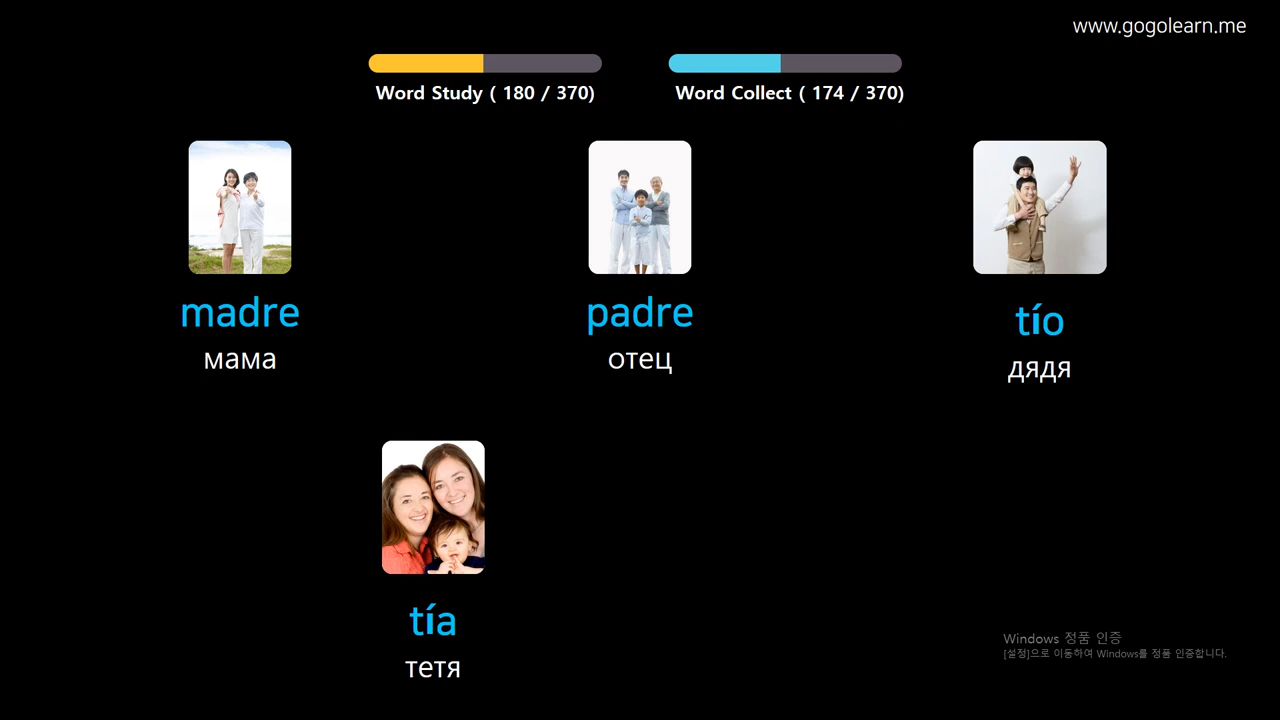 www.gogolearn.me
Word Study ( 180 / 370)
Word Collect ( 174 / 370)
madre
мама
padre
отец
tío
дядя
tía
тетя
Windows 정품 인증
[설정]으로 이동하여 Windows를 정품 인증합니다.